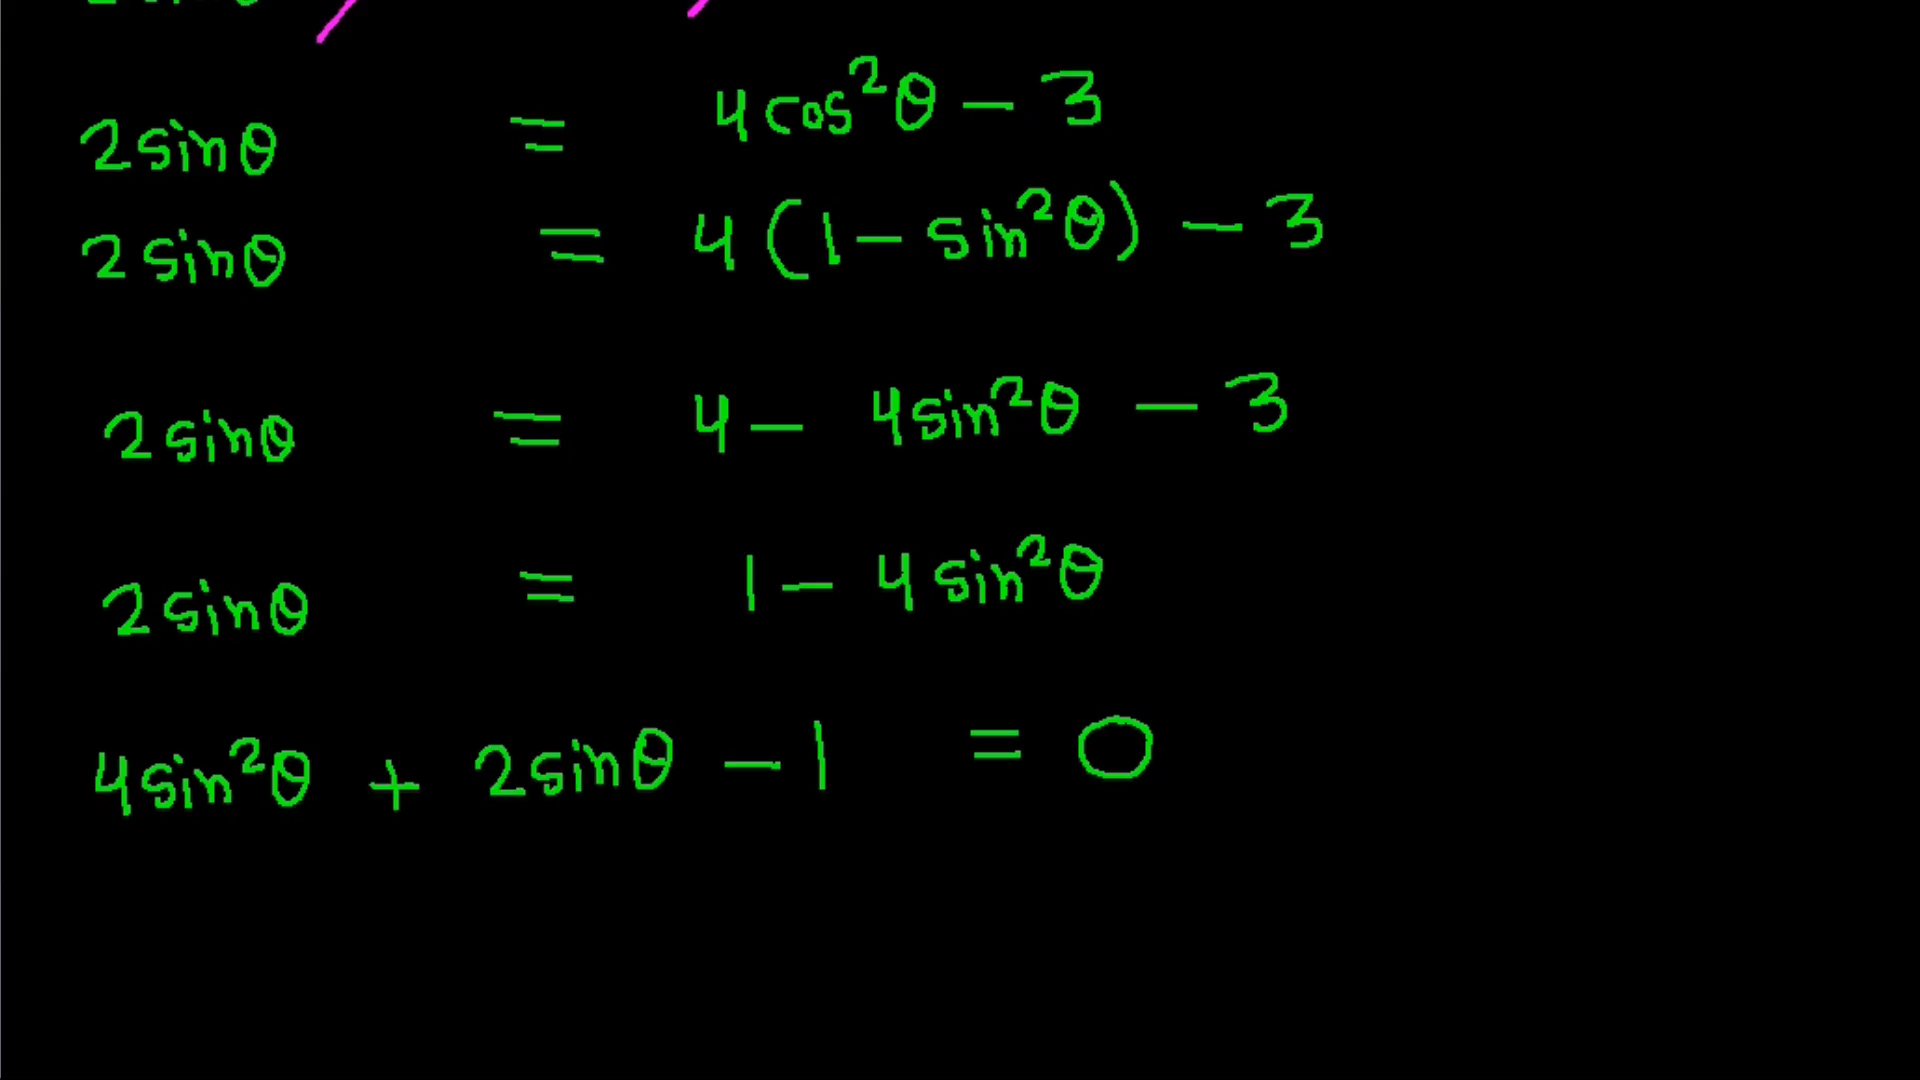 2sinθ = 4cos²θ - 3
2sinθ = 4(1 - sin²θ) - 3
2sinθ = 4 - 4sin²θ - 3
2sinθ = 1 - 4sin²θ
4sin²θ + 2sinθ - 1 = 0